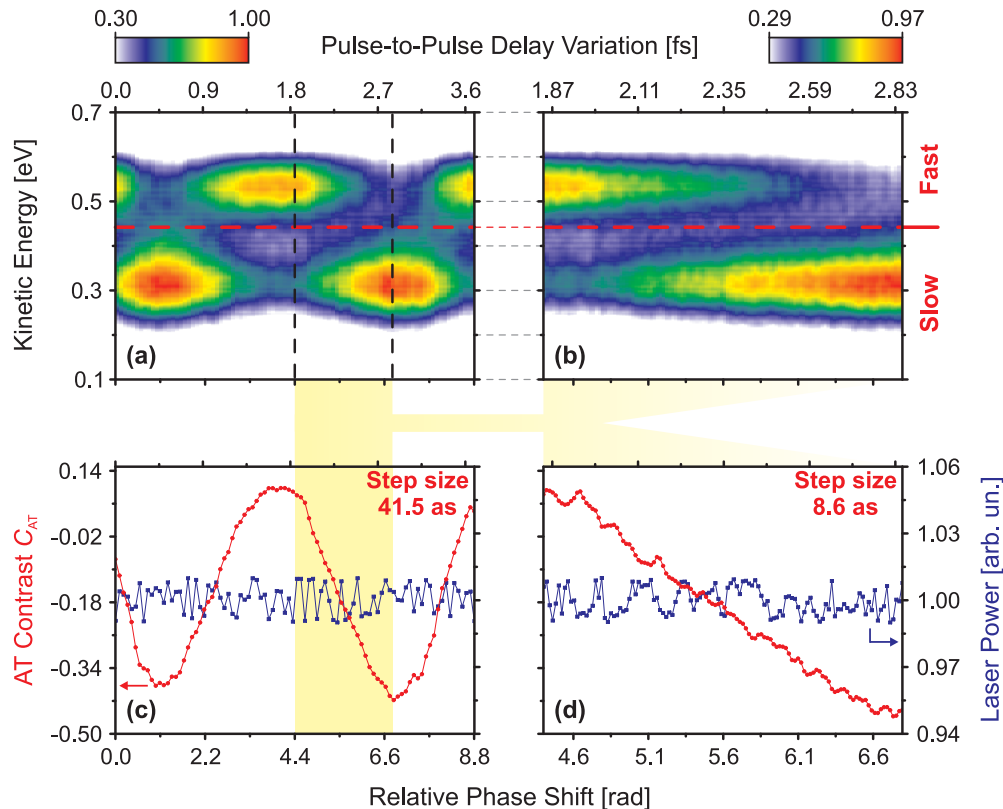 0.30 1.00 0.29 0.97
Pulse-to-Pulse Delay Variation [fs]
0.0 0.9 1.8 2.7 3.6 1.87 2.11 2.35 2.59 2.83
Kinetic Energy [eV]
0.7
0.5
0.3
0.1
(a)
(b)
Fast
Slow
AT Contrast CAT
0.14
-0.02
-0.18
-0.34
-0.50
Step size
41.5 as
(c)
Step size
8.6 as
(d)
1.06
1.03
1.00
0.97
0.94
Laser Power [arb. un.]
0.0 2.2 4.4 6.6 8.8 4.6 5.1 5.6 6.1 6.6
Relative Phase Shift [rad]